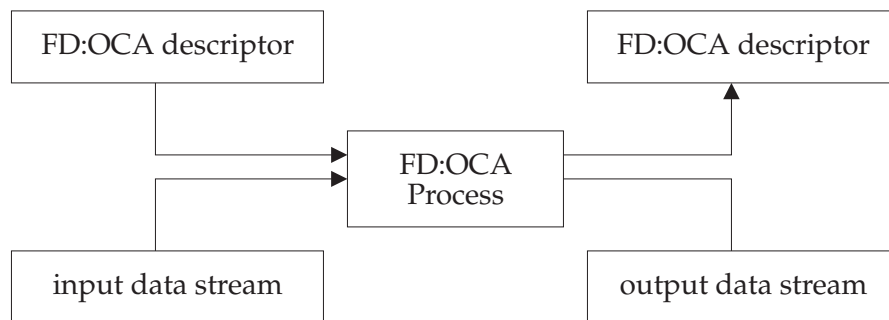 FD:OCA descriptor
FD:OCA descriptor
FD:OCA
Process
input data stream
output data stream